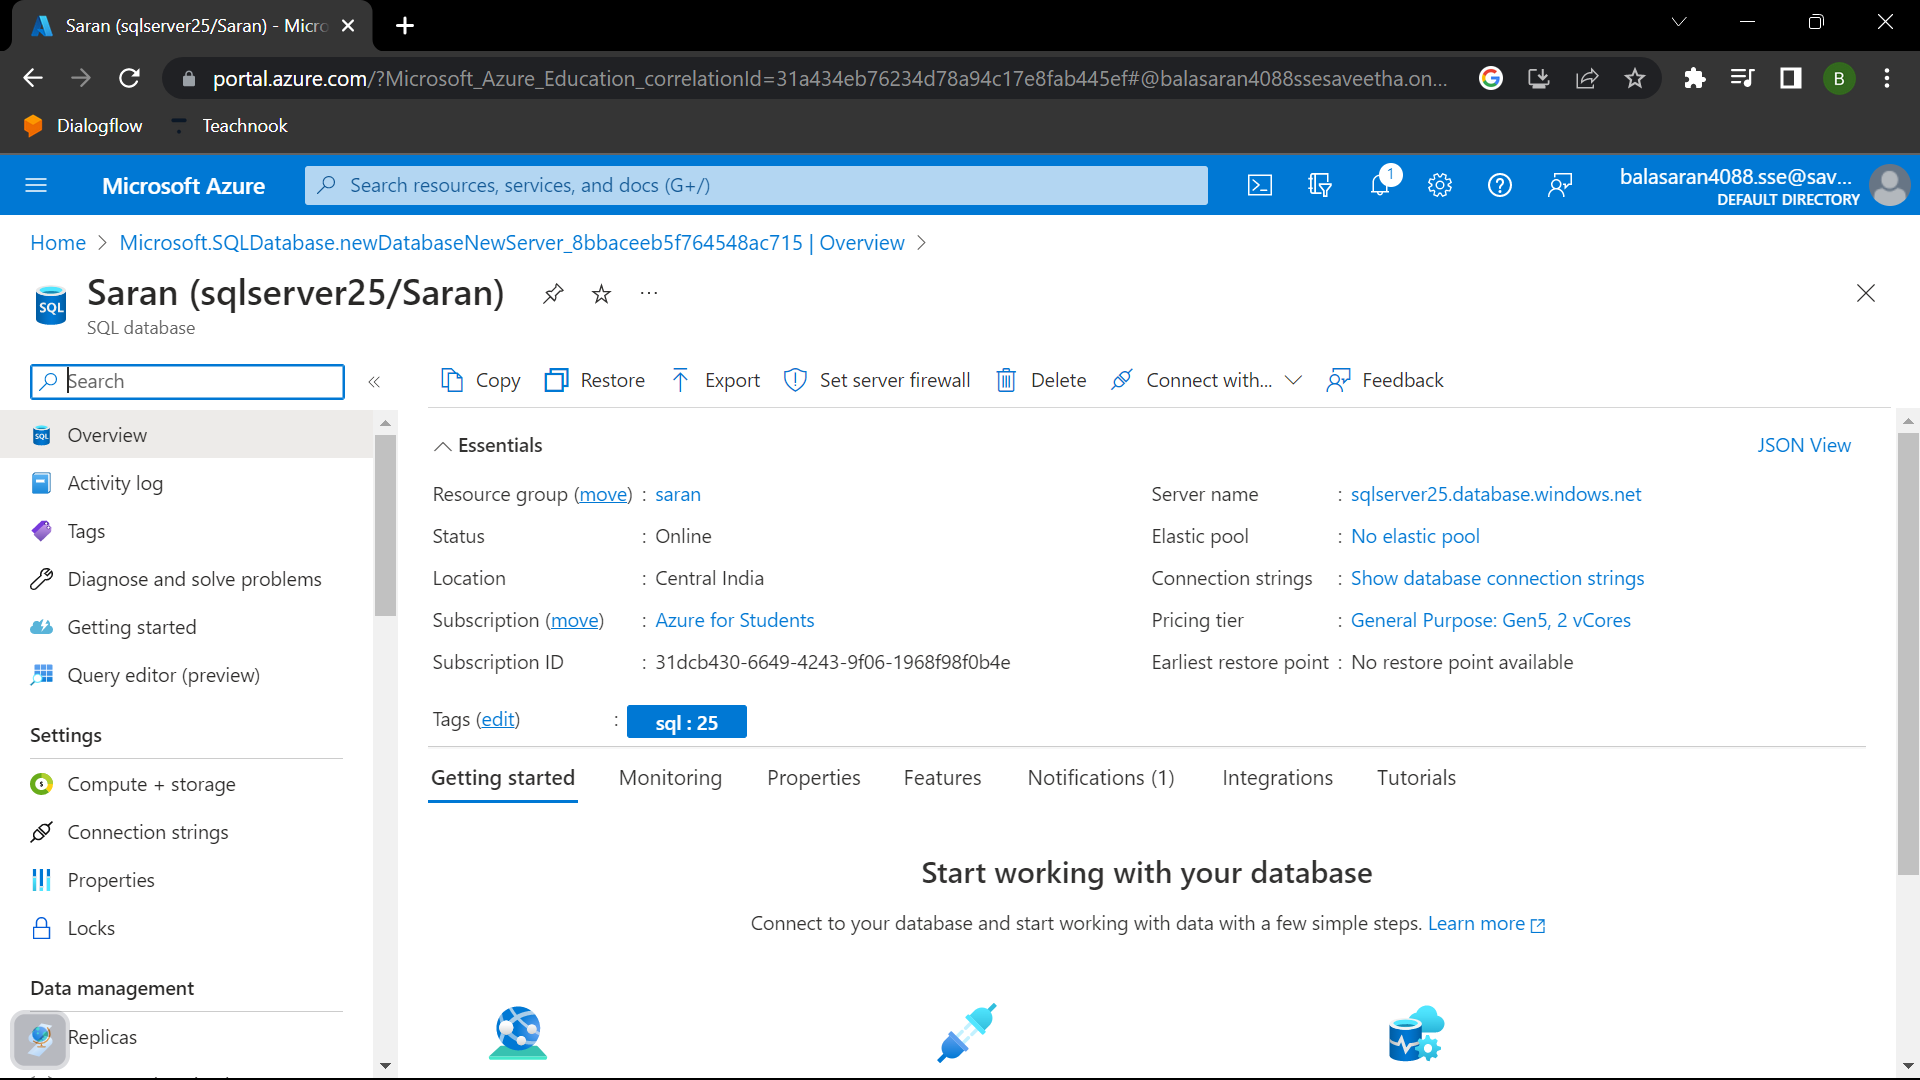 Saran (sqlserver25/Saran) - Micro
portal.azure.com/?Microsoft_Azure_Education_correlationId=31a434eb76234d78a94c17e8fab445ef#@balasaran4088ssesaveetha.on...
B
Dialogflow
Teachnook
Microsoft Azure
Search resources, services, and docs (G+/)
1
balasaran4088.sse@sav...
DEFAULT DIRECTORY
Home > Microsoft.SQLDatabase.newDatabaseNewServer_8bbaceeb5f764548ac715 | Overview >
SQL
Saran (sqlserver25/Saran)
SQL database
Search
Copy
Restore
Export
Set server firewall
Delete
Connect with...
Feedback
Overview
Activity log
Tags
Diagnose and solve problems
Getting started
Query editor (preview)
Settings
Compute + storage
Connection strings
Properties
Locks
Data management
Replicas
Essentials
JSON View
Resource group (move) : saran
Status : Online
Location : Central India
Subscription (move) : Azure for Students
Subscription ID : 31dcb430-6649-4243-9f06-1968f98f0b4e
Server name : sqlserver25.database.windows.net
Elastic pool : No elastic pool
Connection strings : Show database connection strings
Pricing tier : General Purpose: Gen5, 2 vCores
Earliest restore point : No restore point available
Tags (edit) : sql : 25
Getting started
Monitoring
Properties
Features
Notifications (1)
Integrations
Tutorials
Start working with your database
Connect to your database and start working with data with a few simple steps. Learn more